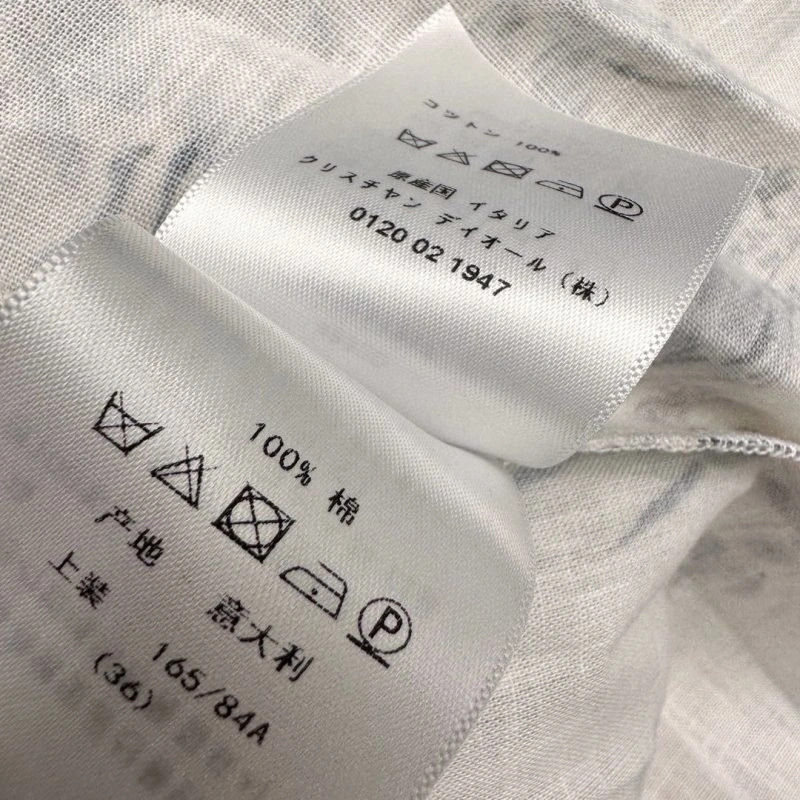 コットン 100%
原産国 イタリア
クリスチャン ディオール (株)
0120 02 1947
100% 棉
产地 意大利
上装 165/84A
(36)